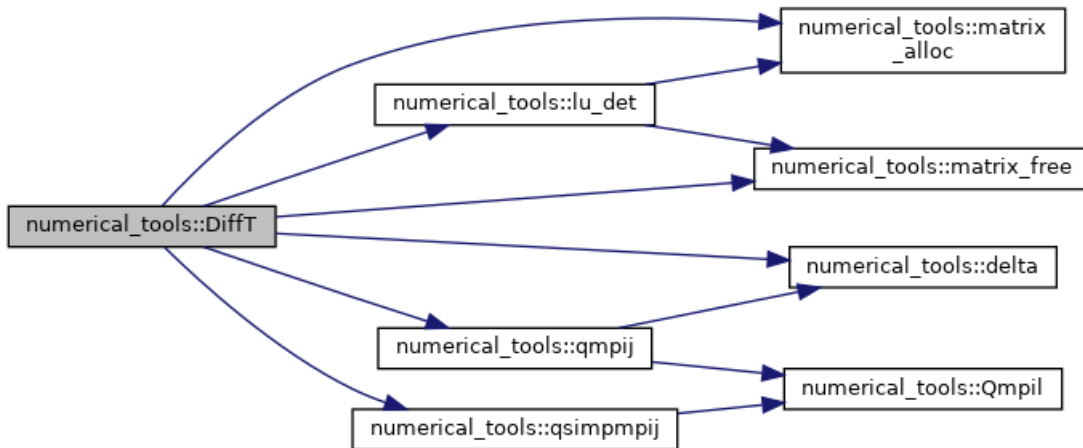 numerical_tools::matrix
_alloc
numerical_tools::lu_det
numerical_tools::matrix_free
numerical_tools::DiffT
numerical_tools::delta
numerical_tools::qmpij
numerical_tools::Qmpil
numerical_tools::qsimpmpij